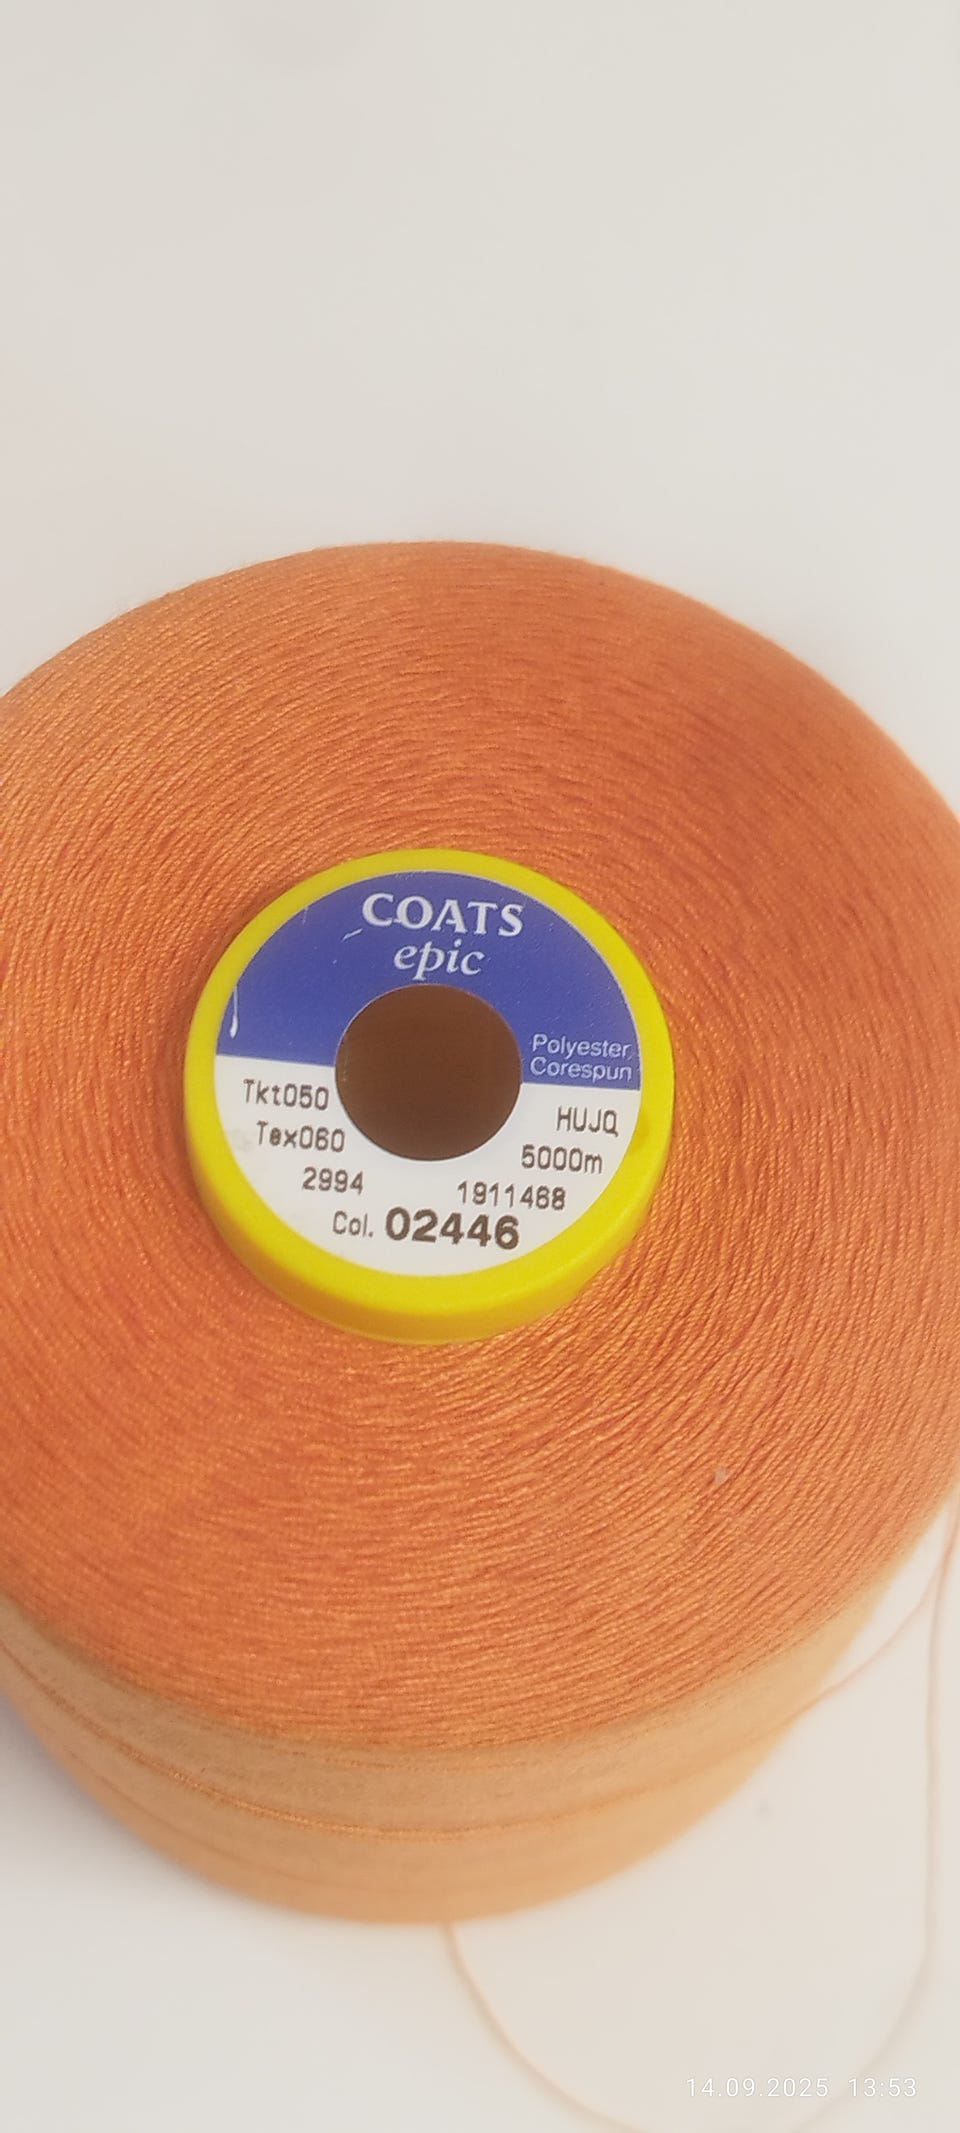 COATS
epic
Polyester
Corespun
Tkt050
HUJQ
Tex060
5000m
2994
1911468
Col. 02446
14.09.2025 13:53